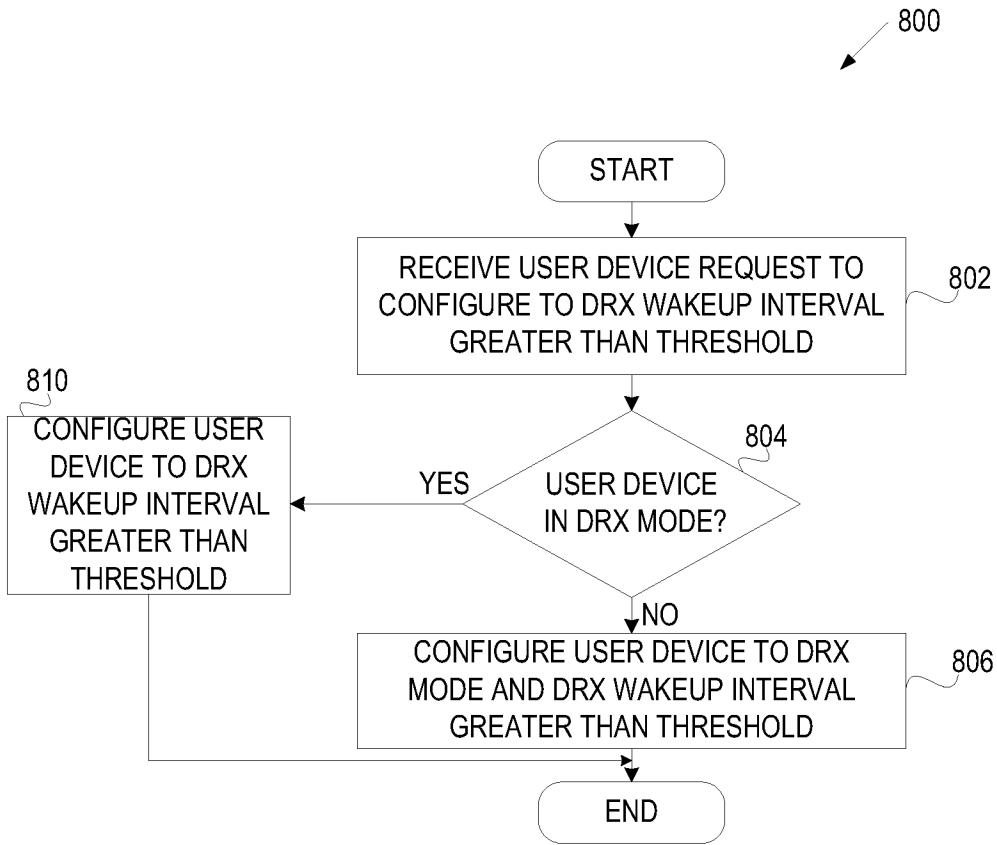 800
START
RECEIVE USER DEVICE REQUEST TO
CONFIGURE TO DRX WAKEUP INTERVAL
GREATER THAN THRESHOLD
802
804
USER DEVICE
IN DRX MODE?
YES
810
CONFIGURE USER
DEVICE TO DRX
WAKEUP INTERVAL
GREATER THAN
THRESHOLD
NO
CONFIGURE USER DEVICE TO DRX
MODE AND DRX WAKEUP INTERVAL
GREATER THAN THRESHOLD
806
END